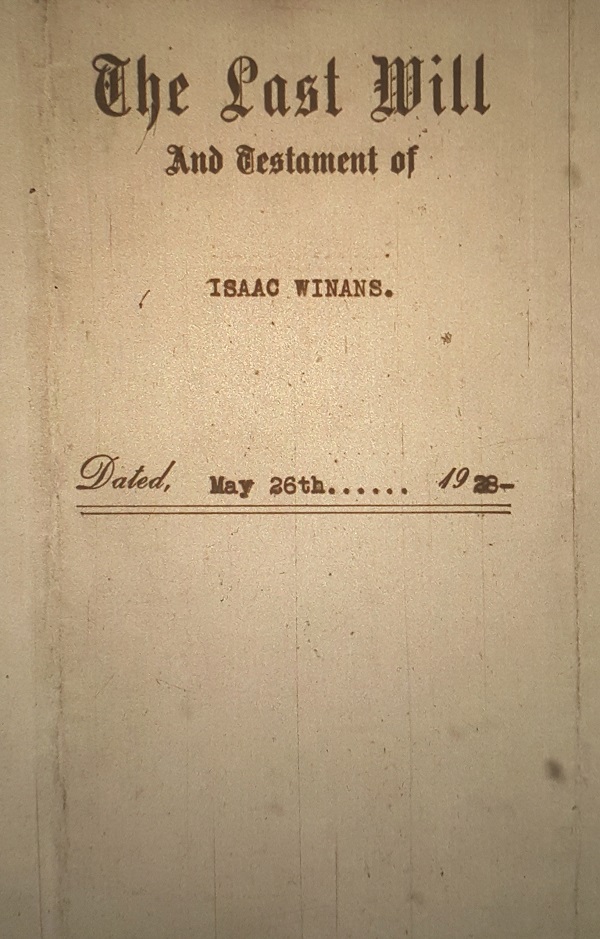 The Last Will
And Testament of
ISAAC WINANS.
Dated, May 26th...... 1928-